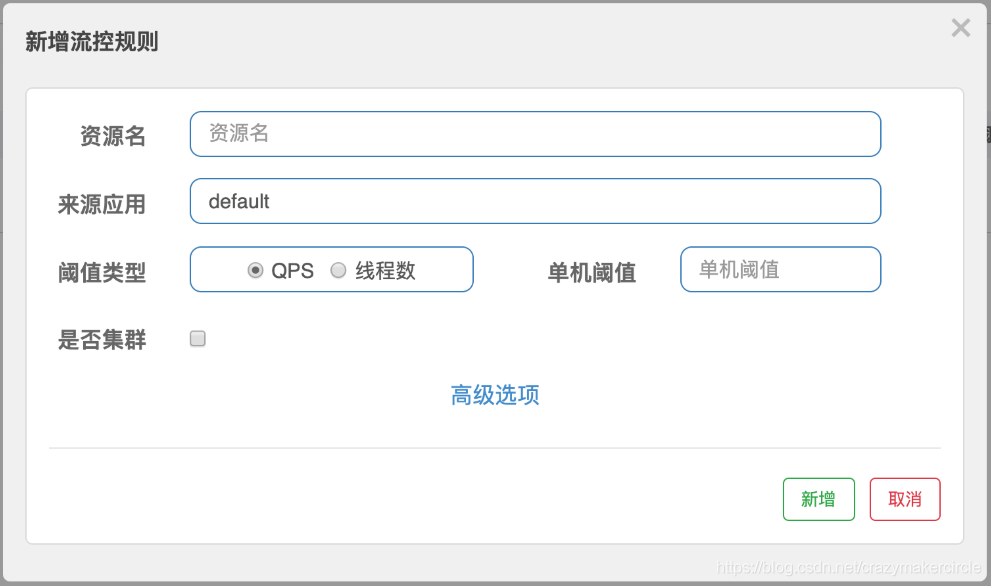 新增流控规则
×
资源名 资源名
来源应用 default
阈值类型 QPS 线程数 单机阈值 单机阈值
是否集群
高级选项
新增 取消
https://blog.csdn.net/crazymakercircle